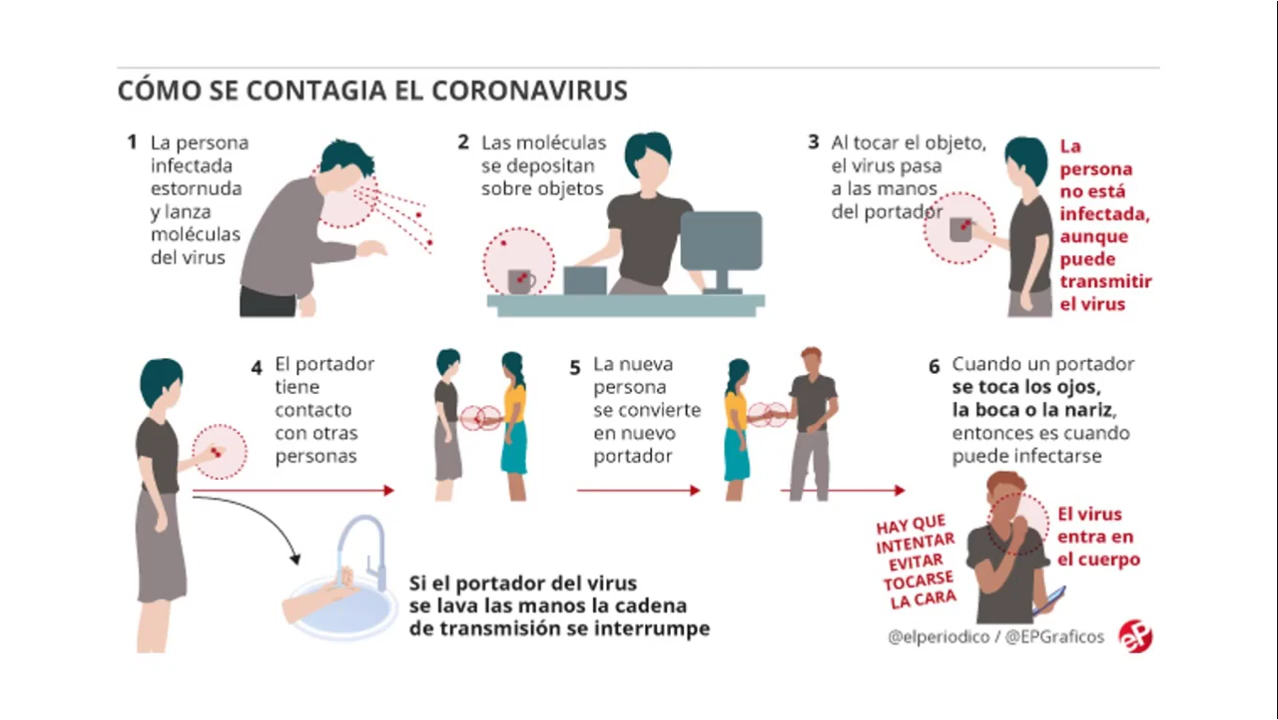 CÓMO SE CONTAGIA EL CORONAVIRUS
1 La persona
infectada
estornuda
y lanza
moléculas
del virus
2 Las moléculas
se depositan
sobre objetos
3 Al tocar el objeto,
el virus pasa
a las manos
del portador
La
persona
no está
infectada,
aunque
puede
transmitir
el virus
4 El portador
tiene
contacto
con otras
personas
5 La nueva
persona
se convierte
en nuevo
portador
6 Cuando un portador
se toca los ojos,
la boca o la nariz,
entonces es cuando
puede infectarse
Si el portador del virus
se lava las manos la cadena
de transmisión se interrumpe
HAY QUE
INTENTAR
EVITAR
TOCARSE
LA CARA
El virus
entra en
el cuerpo
@elperiodico / @EPGraficos
eP